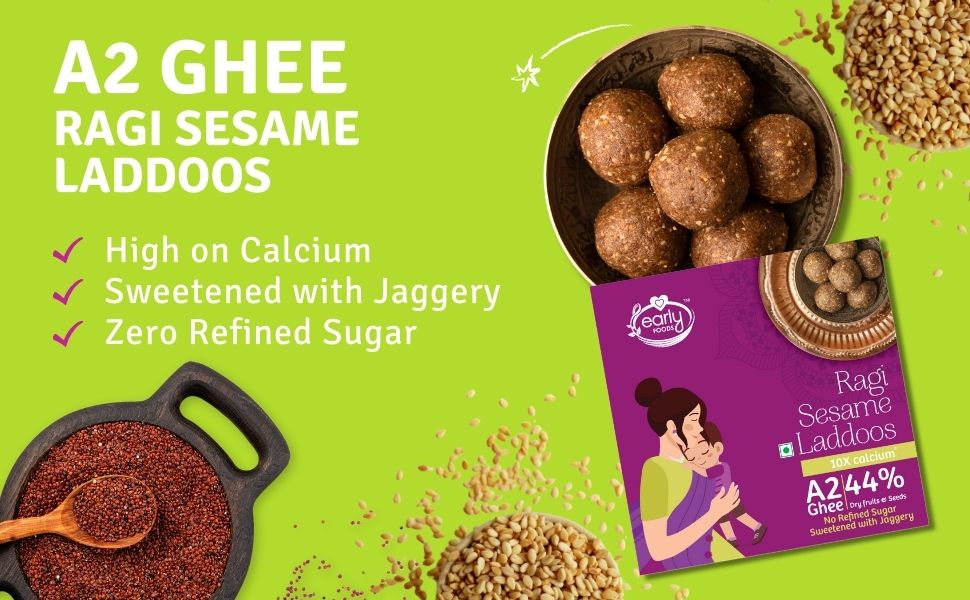 A2 GHEE
RAGI SESAME
LADDOOS
High on Calcium
Sweetened with Jaggery
Zero Refined Sugar
early
FOODS
TM
Ragi
Sesame
Laddoos
10X calcium
A2 Ghee
44% Dry fruits & Seeds
No Refined Sugar
Sweetened with Jaggery